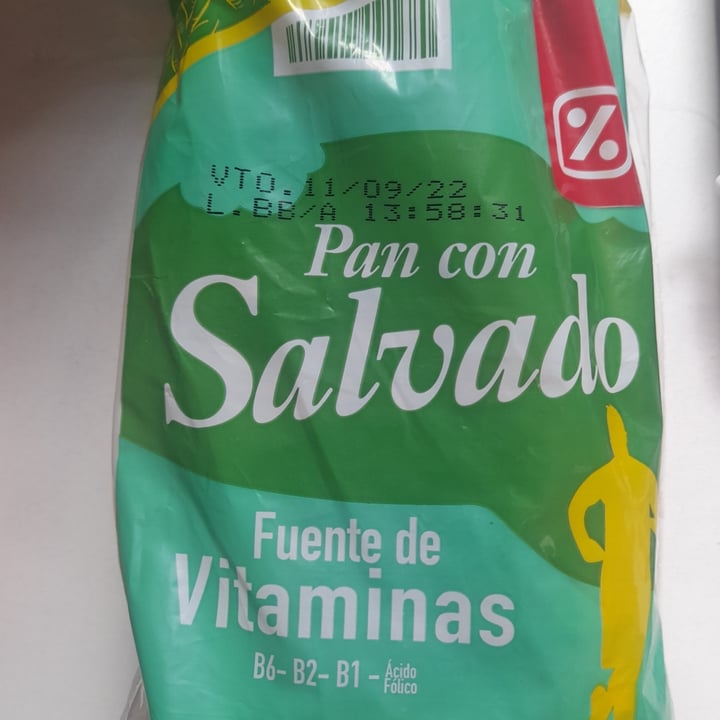 VTO. 11/09/22
L. BB/A 13:58:31
Pan con
Salvado
Fuente de
Vitaminas
B6- B2- B1 - Ácido
Fólico